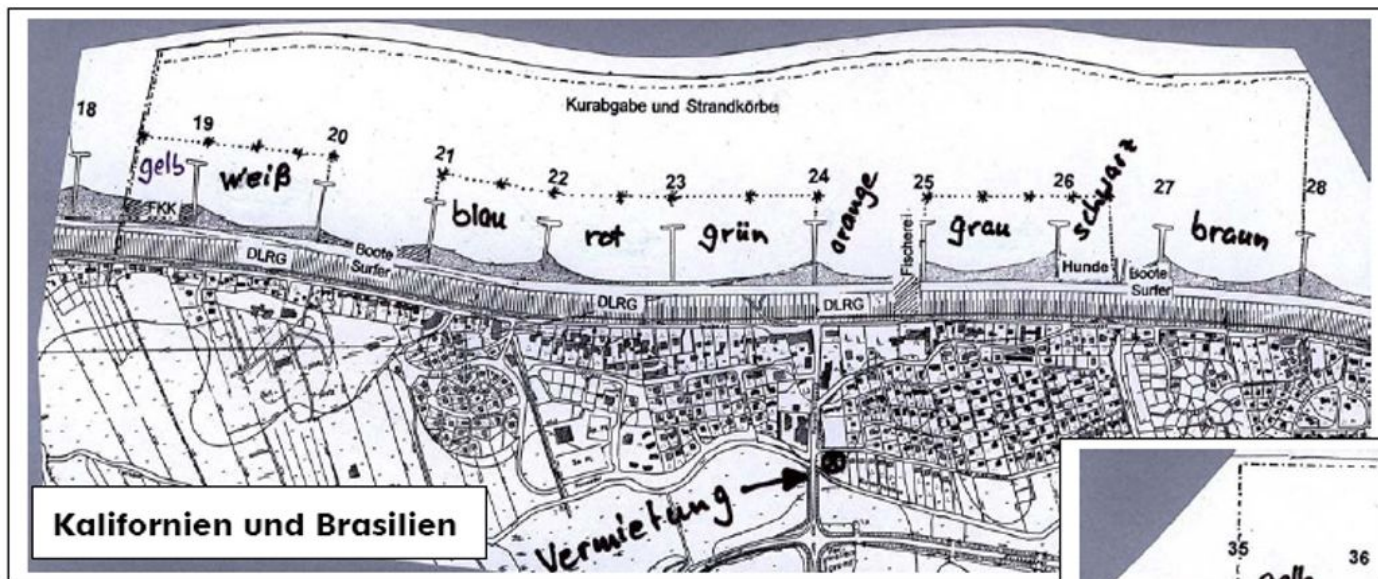 Kurabgabe und Strandkörbe
18
19
20
21
22
23
24
25
26
27
28
gelb
weiß
blau
rot
grün
orange
grau
schwarz
braun
FKK
DLRG
Boote
Surfer
DLRG
DLRG
Fischerei
Hunde
Boote
Surfer
Vermietung
Kalifornien und Brasilien
35
36
gelb